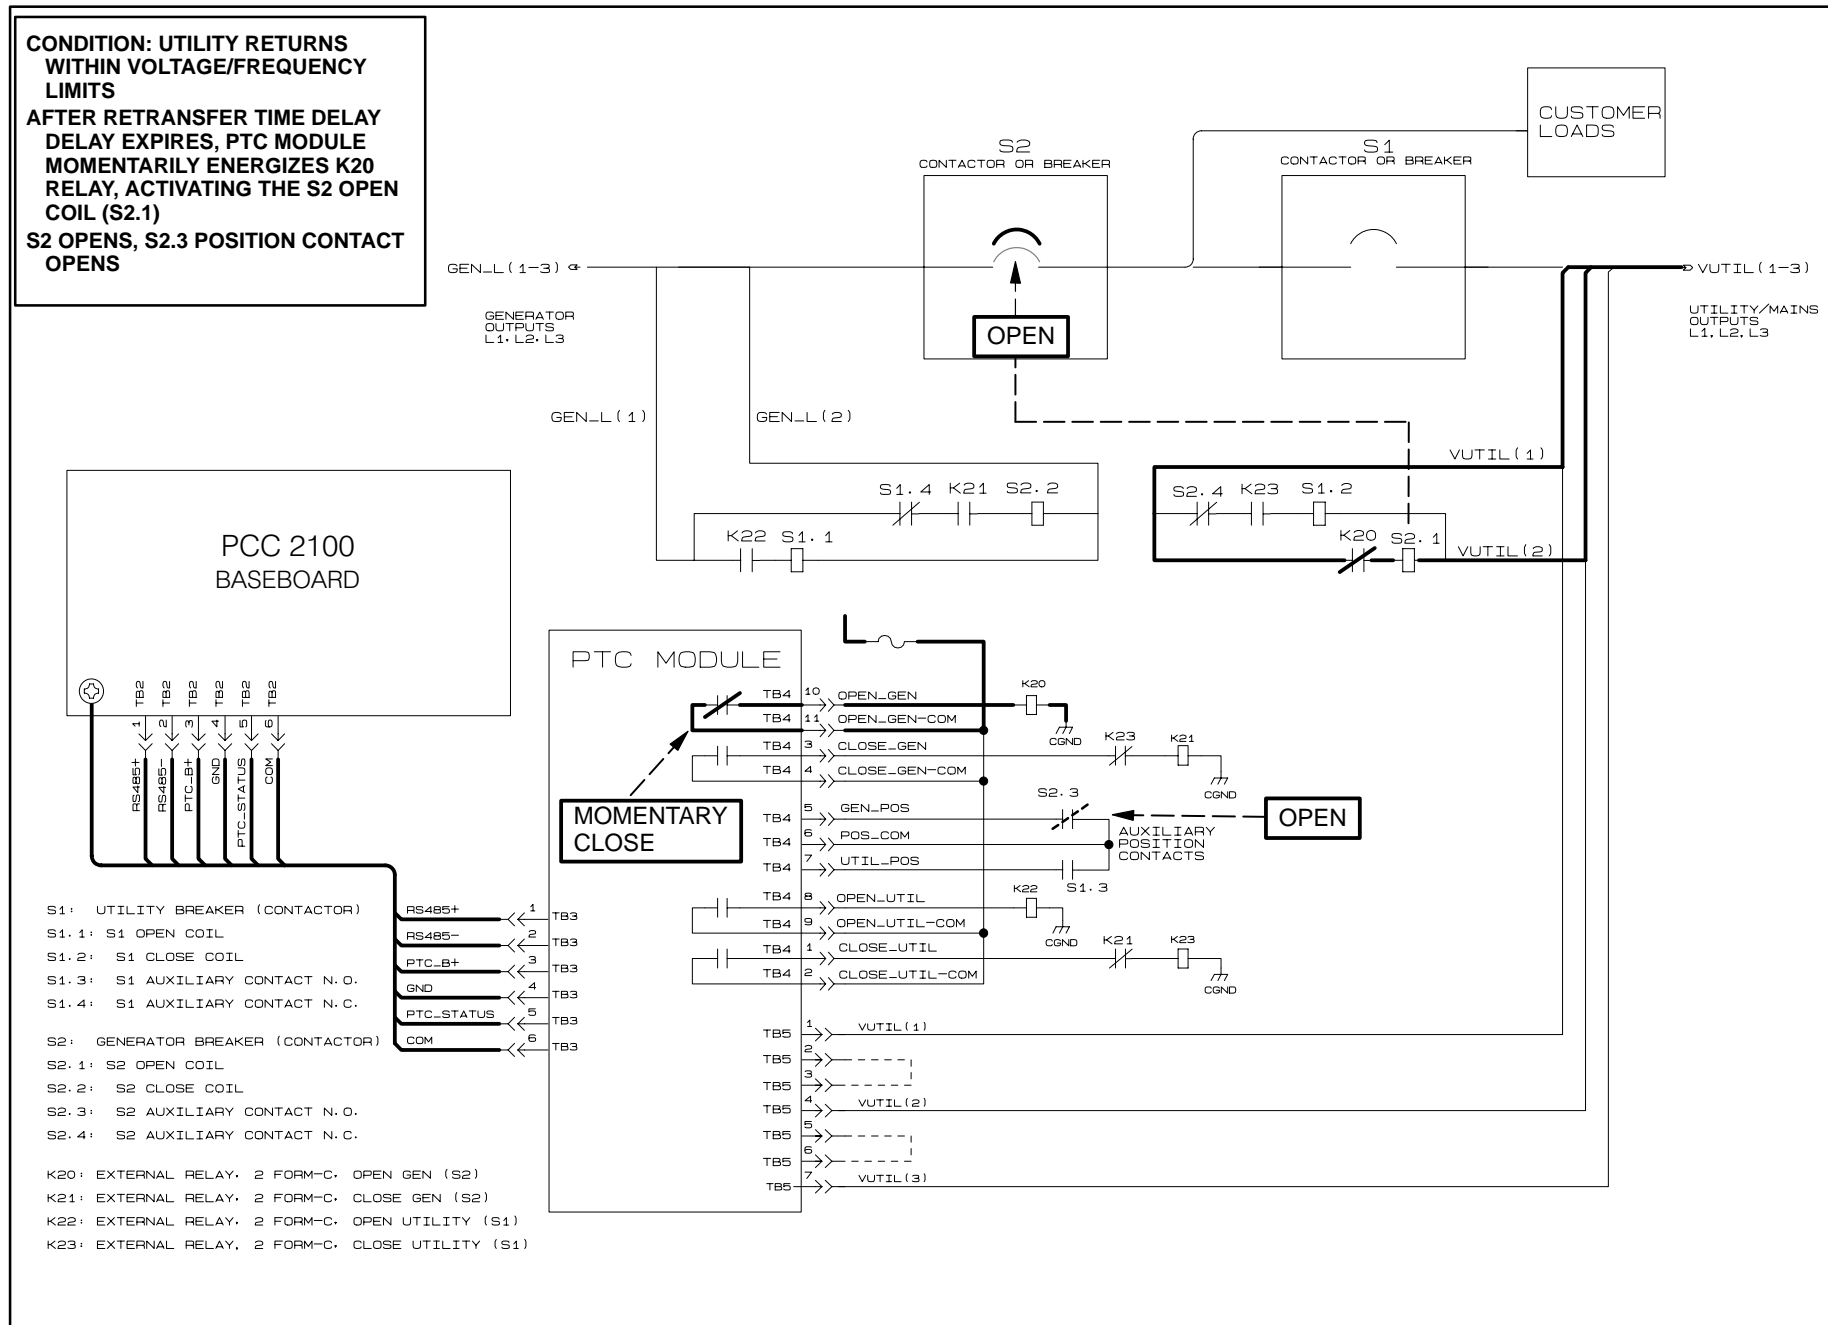 CONDITION: UTILITY RETURNS
WITHIN VOLTAGE/FREQUENCY
LIMITS
AFTER RETRANSFER TIME DELAY
DELAY EXPIRES, PTC MODULE
MOMENTARILY ENERGIZES K20
RELAY, ACTIVATING THE S2 OPEN
COIL (S2.1)
S2 OPENS, S2.3 POSITION CONTACT
OPENS
CUSTOMER
LOADS
S2
CONTACTOR OR BREAKER
S1
CONTACTOR OR BREAKER
GEN_L(1-3)
VUTIL(1-3)
GENERATOR
OUTPUTS
L1, L2, L3
UTILITY/MAINS
OUTPUTS
L1, L2, L3
OPEN
GEN_L(1)
GEN_L(2)
VUTIL(1)
S1.4 K21 S2.2
S2.4 K23 S1.2
K22 S1.1
K20 S2.1
VUTIL(2)
PCC 2100
BASEBOARD
TB2 TB2 TB2 TB2 TB2 TB2
1 2 3 4 5 6
RS485+
RS485-
PTC_B+
GND
PTC_STATUS
COM
PTC MODULE
TB4 10 OPEN_GEN
K20
CGND
TB4 11 OPEN_GEN-COM
TB4 3 CLOSE_GEN
K23 K21
CGND
TB4 4 CLOSE_GEN-COM
MOMENTARY
CLOSE
TB4 5 GEN_POS
S2.3
OPEN
TB4 6 POS_COM
AUXILIARY
POSITION
CONTACTS
TB4 7 UTIL_POS
S1.3
TB4 8 OPEN_UTIL
K22
CGND
TB4 9 OPEN_UTIL-COM
TB4 1 CLOSE_UTIL
K21 K23
CGND
TB4 2 CLOSE_UTIL-COM
RS485+ 1 TB3
RS485- 2 TB3
PTC_B+ 3 TB3
GND 4 TB3
PTC_STATUS 5 TB3
COM 6 TB3
TB5 1 VUTIL(1)
TB5 2
TB5 3
TB5 4 VUTIL(2)
TB5 5
TB5 6
TB5 7 VUTIL(3)
S1: UTILITY BREAKER (CONTACTOR)
S1.1: S1 OPEN COIL
S1.2: S1 CLOSE COIL
S1.3: S1 AUXILIARY CONTACT N.O.
S1.4: S1 AUXILIARY CONTACT N.C.
S2: GENERATOR BREAKER (CONTACTOR)
S2.1: S2 OPEN COIL
S2.2: S2 CLOSE COIL
S2.3: S2 AUXILIARY CONTACT N.O.
S2.4: S2 AUXILIARY CONTACT N.C.
K20: EXTERNAL RELAY, 2 FORM-C, OPEN GEN (S2)
K21: EXTERNAL RELAY, 2 FORM-C, CLOSE GEN (S2)
K22: EXTERNAL RELAY, 2 FORM-C, OPEN UTILITY (S1)
K23: EXTERNAL RELAY, 2 FORM-C, CLOSE UTILITY (S1)